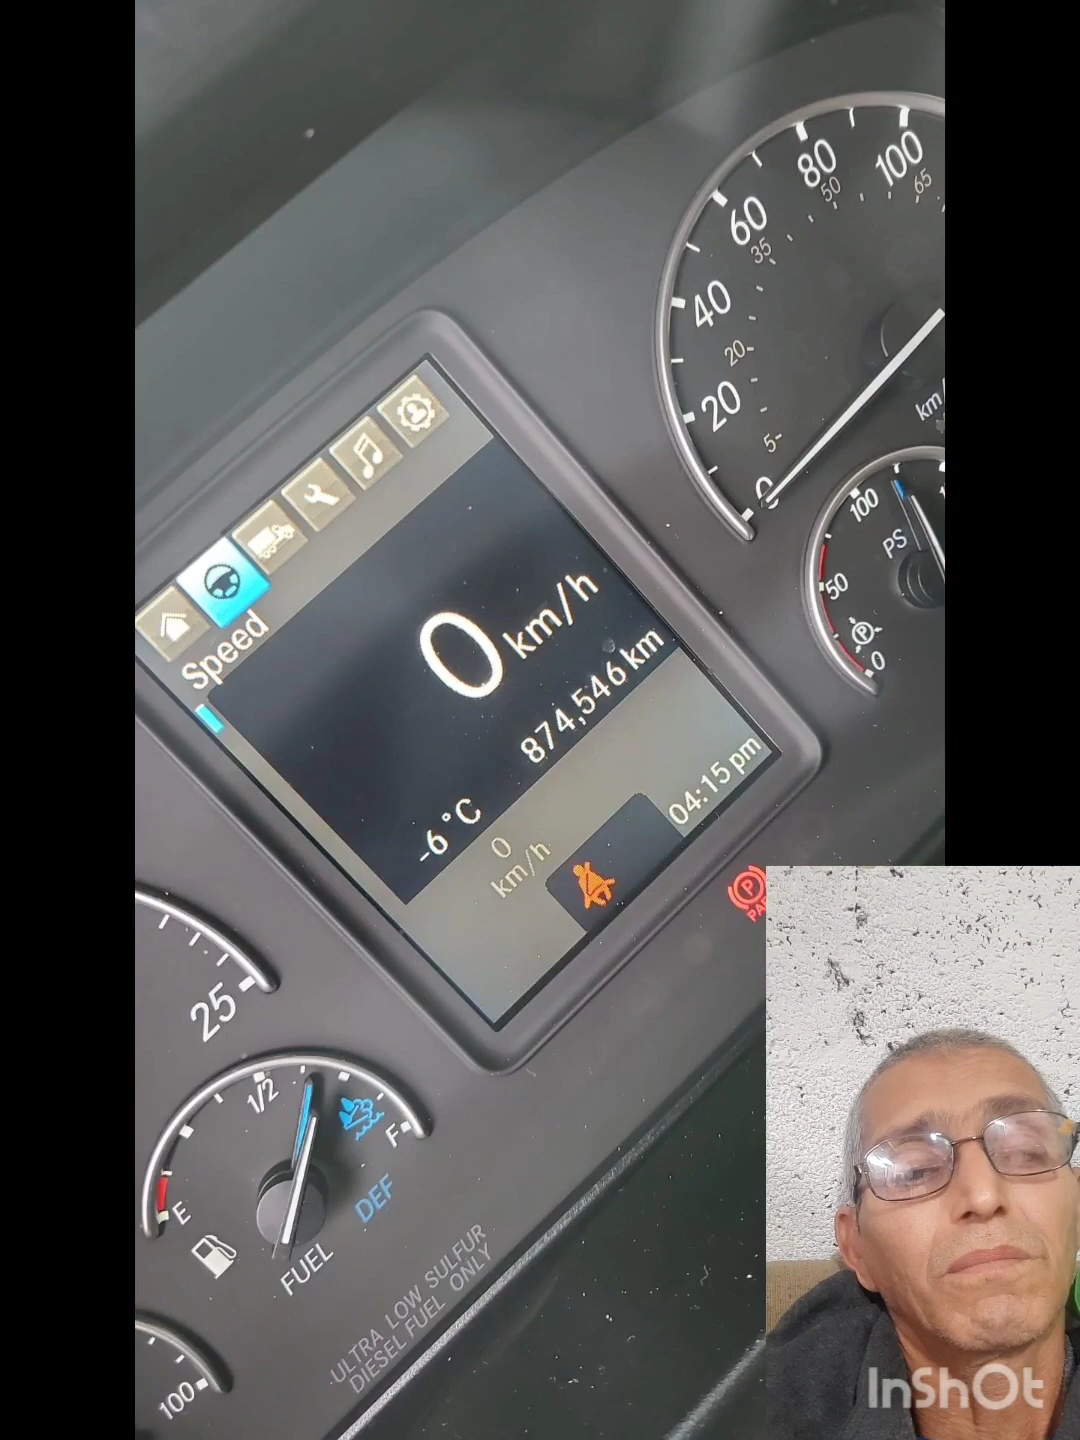 80
100
50
65
60
35
40
20
20
5
0
km/
100
PS
50
P
0
Speed
0 km/h
874,546 km
-6°C
0
km/h
04:15 pm
P
25
1/2
F
E
DEF
FUEL
ULTRA LOW SULFUR
DIESEL FUEL ONLY
100
InShOt